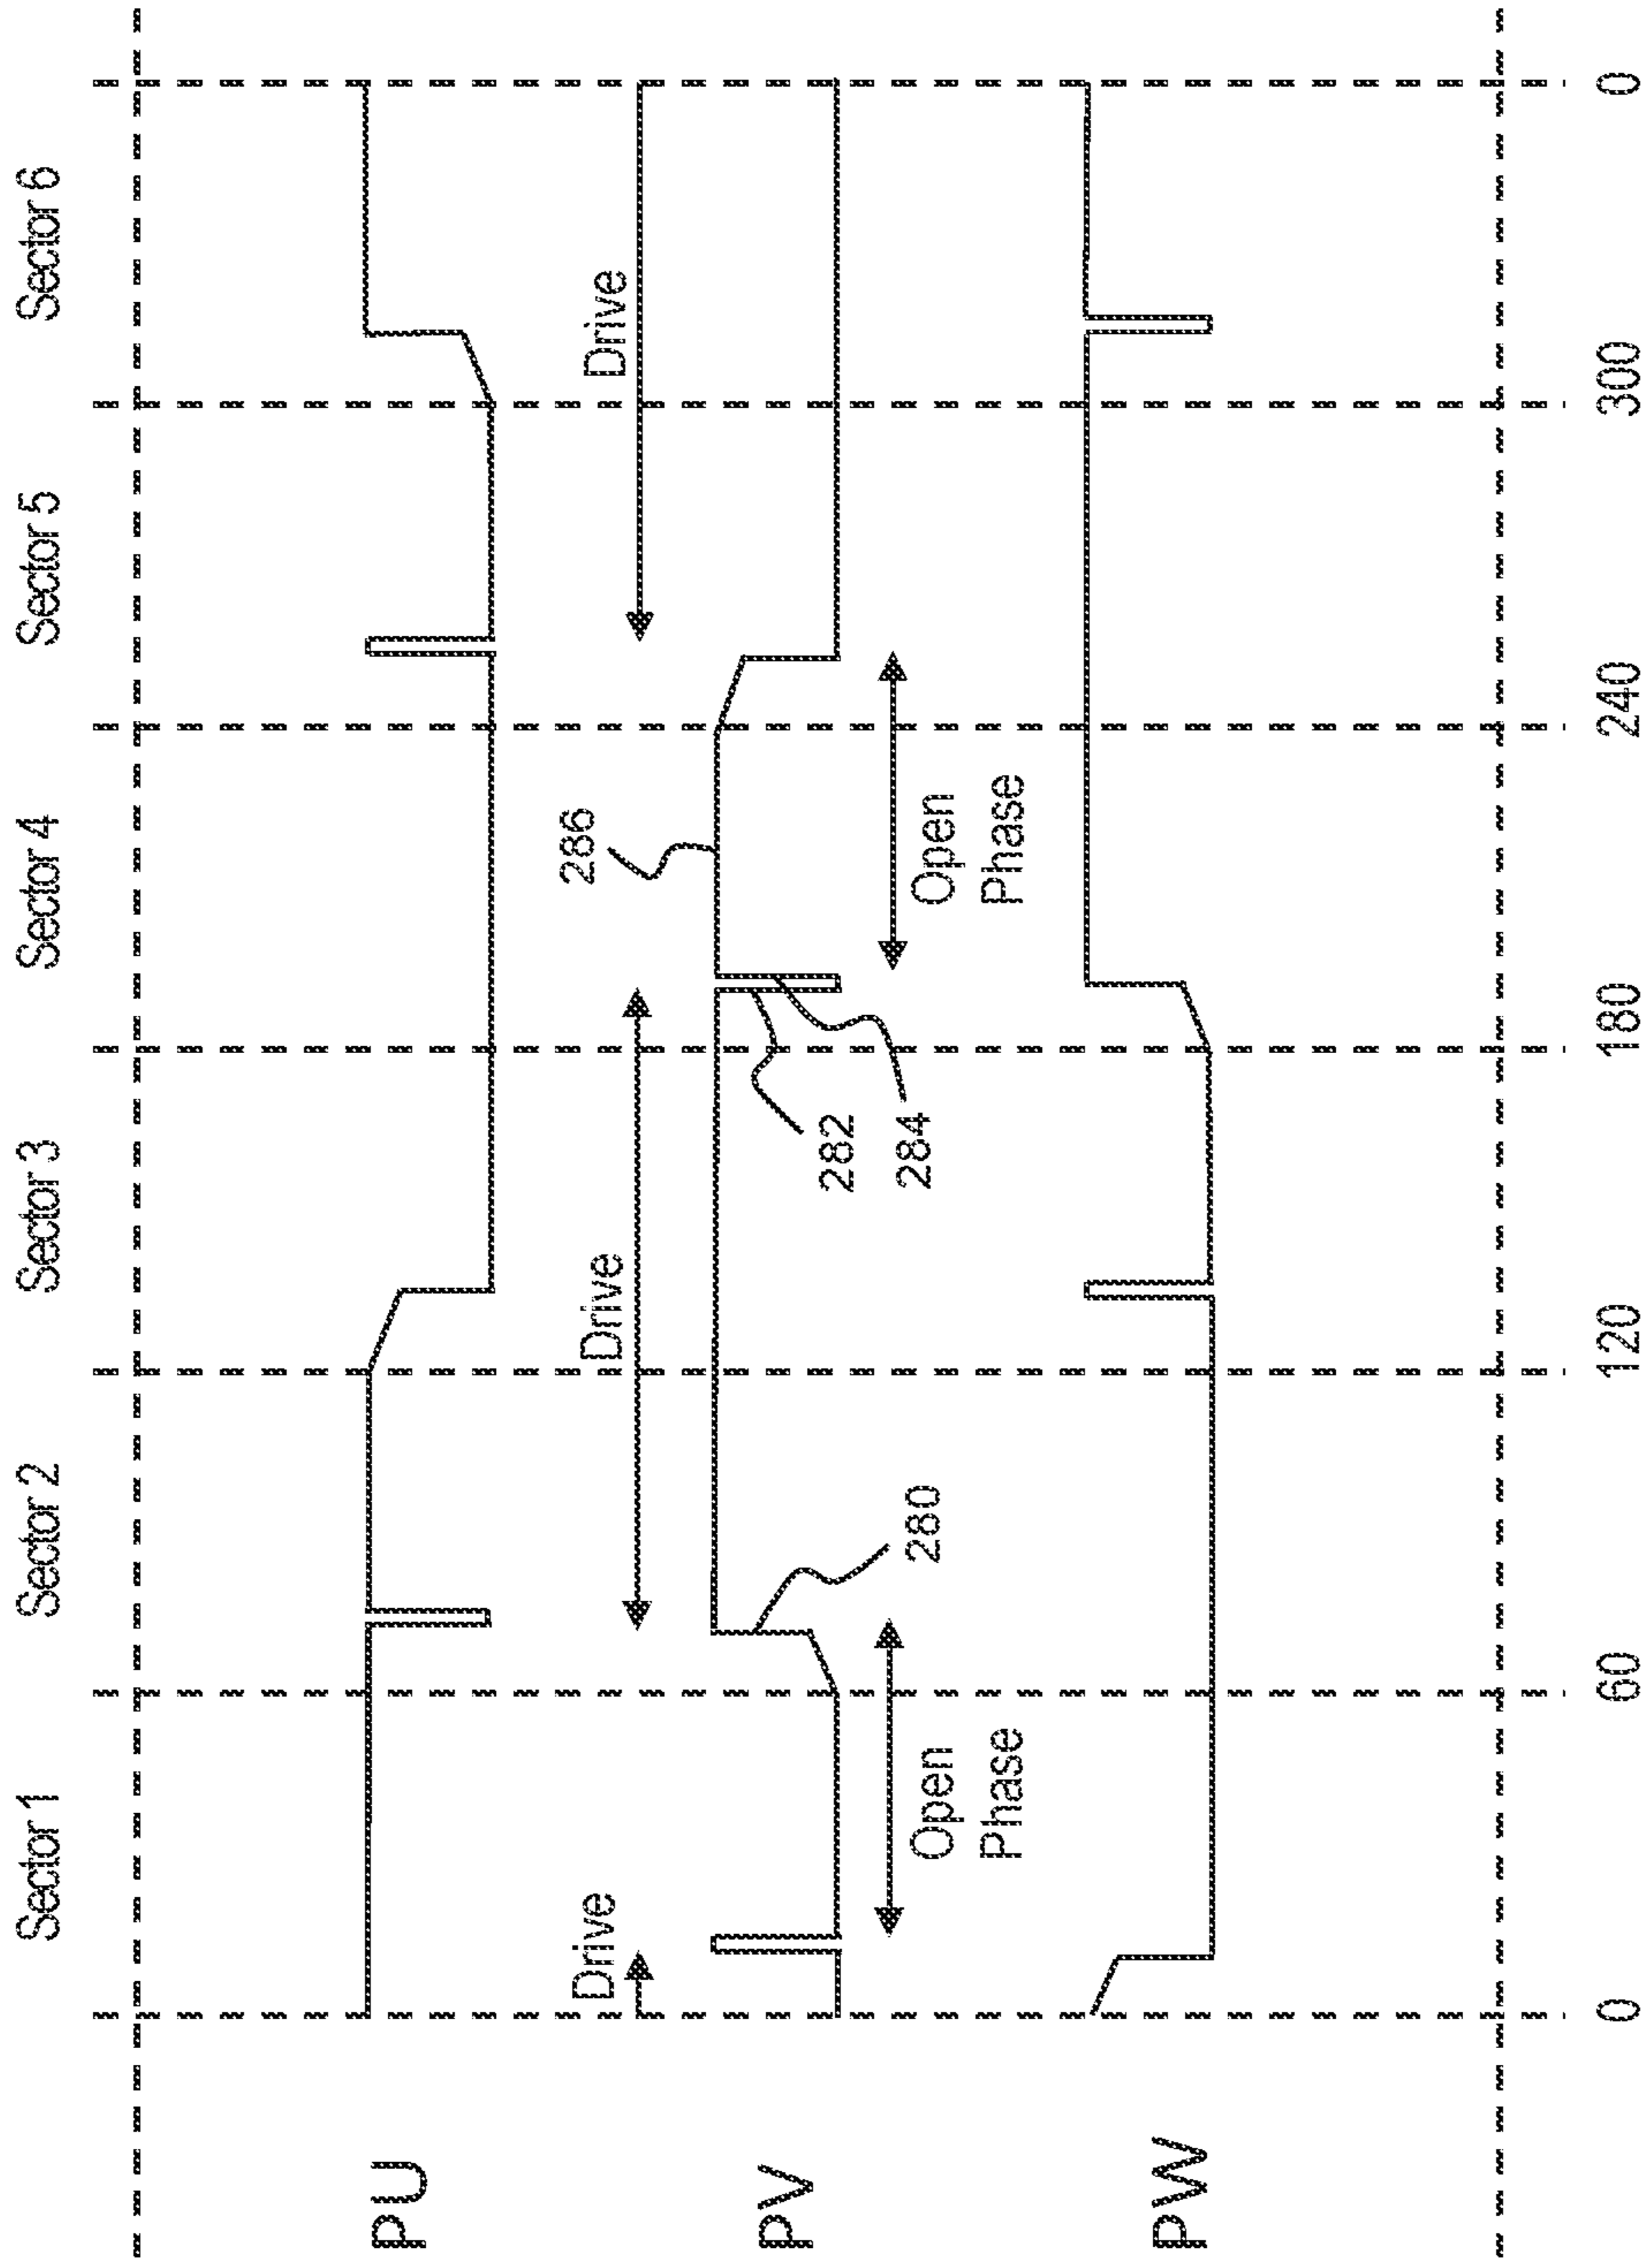 Sector 1
Sector 2
Sector 3
Sector 4
Sector 5
Sector 6
PU
Drive
Drive
Drive
286
PV
282
284
280
Open
Phase
Open
Phase
PW
0
60
120
180
240
300
0